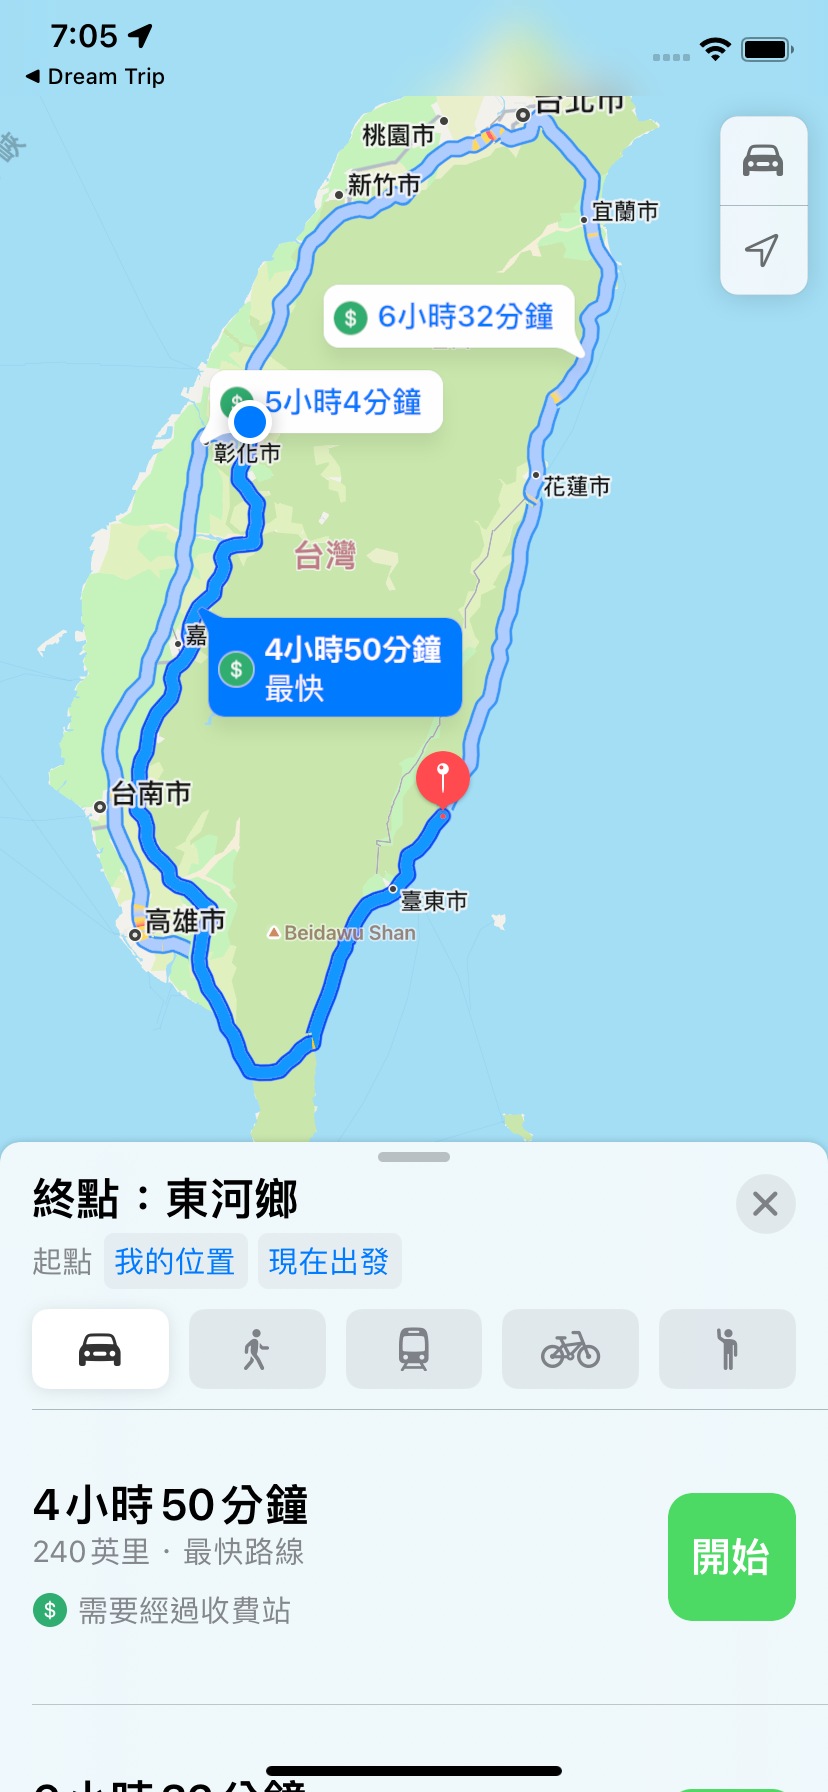 7:05
◀ Dream Trip
峽
台北市
桃園市
新竹市
宜蘭市
6小時32分鐘
5小時4分鐘
彰化市
花蓮市
台灣
嘉
4小時50分鐘
最快
台南市
臺東市
高雄市
Beidawu Shan
終點：東河鄉
起點 我的位置 現在出發
4小時50分鐘
240英里 · 最快路線
開始
$ 需要經過收費站